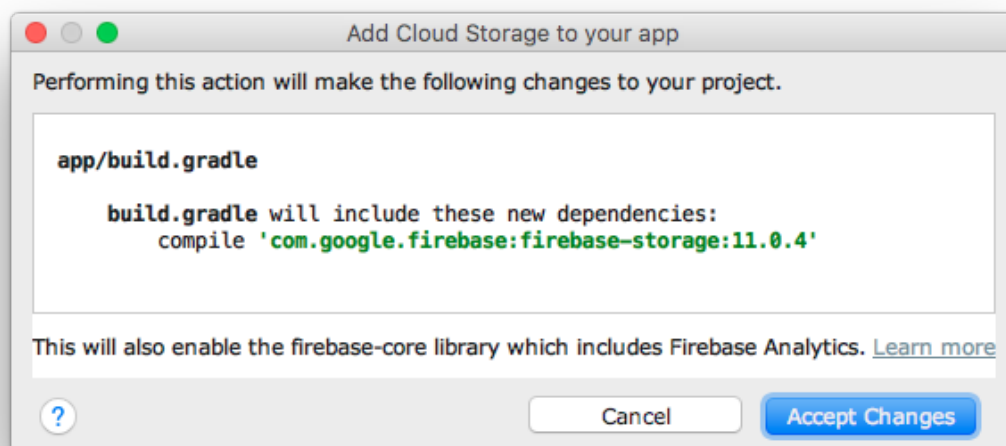 Add Cloud Storage to your app
Performing this action will make the following changes to your project.
app/build.gradle
build.gradle will include these new dependencies:
compile 'com.google.firebase:firebase-storage:11.0.4'
This will also enable the firebase-core library which includes Firebase Analytics. Learn more
?
Cancel
Accept Changes